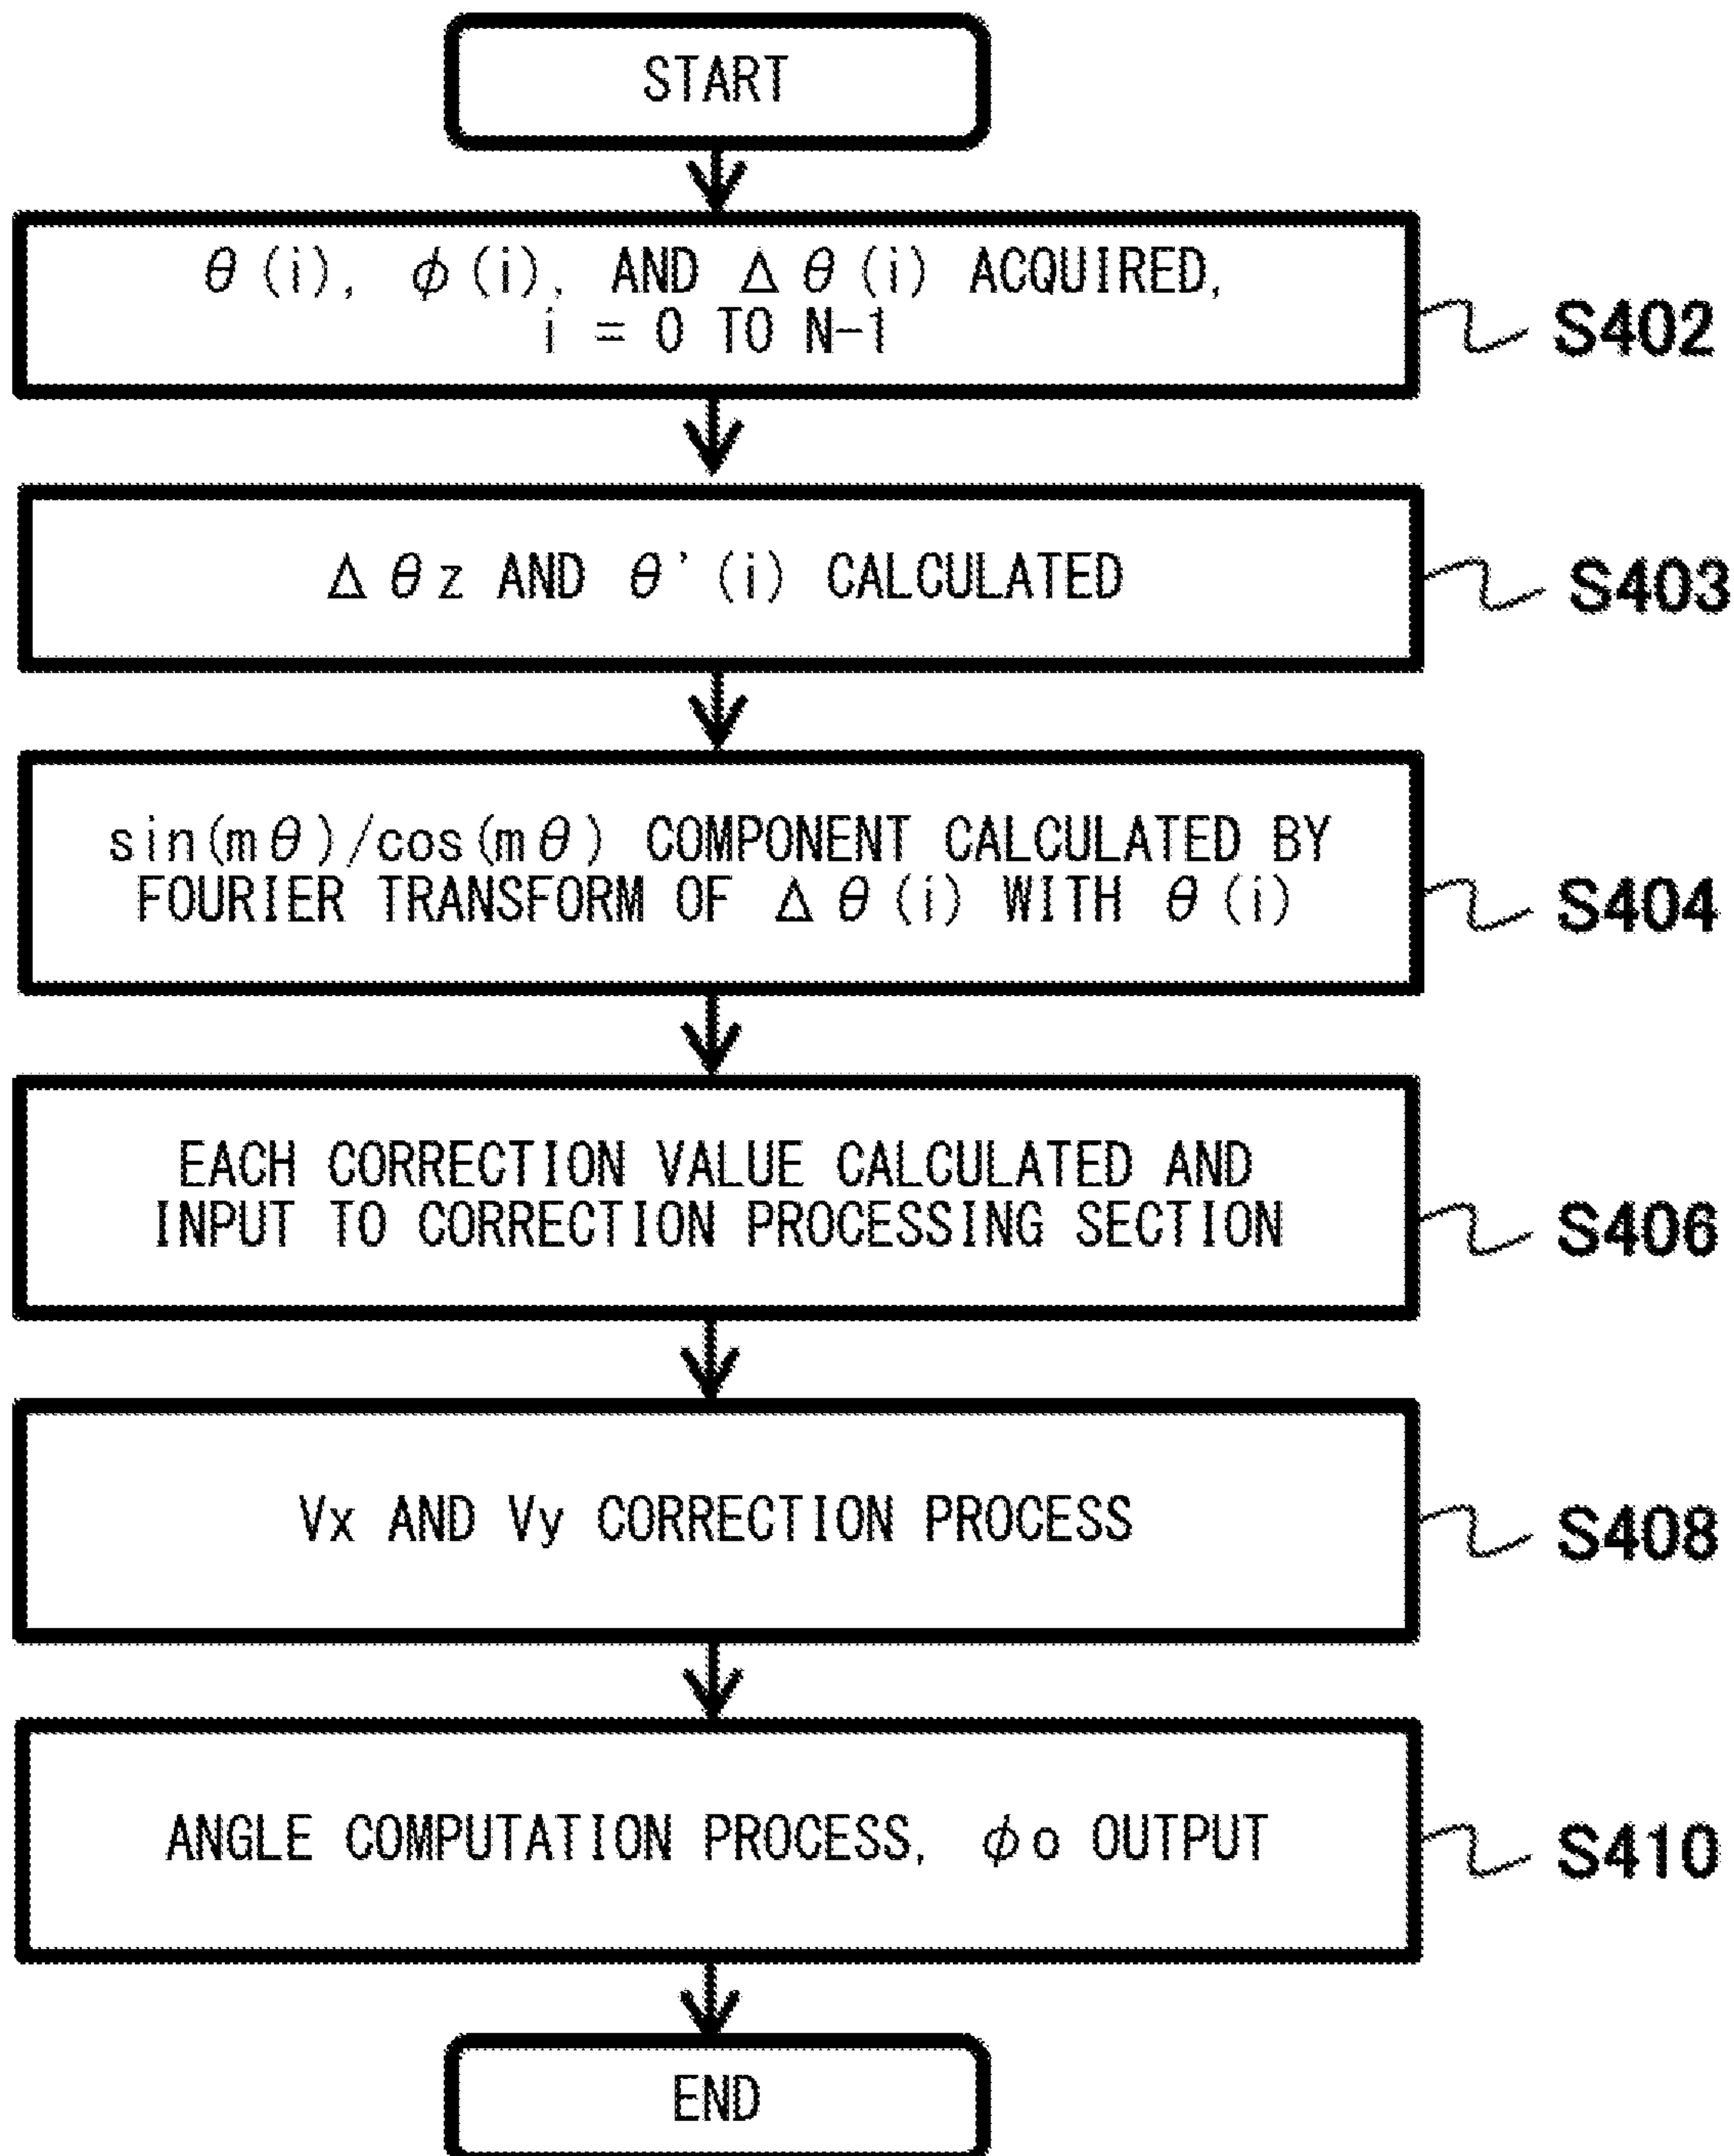 START
θ(i), φ(i), AND Δθ(i) ACQUIRED,
i = 0 TO N-1
S402
Δθz AND θ'(i) CALCULATED
S403
sin(mθ)/cos(mθ) COMPONENT CALCULATED BY
FOURIER TRANSFORM OF Δθ(i) WITH θ(i)
S404
EACH CORRECTION VALUE CALCULATED AND
INPUT TO CORRECTION PROCESSING SECTION
S406
Vx AND Vy CORRECTION PROCESS
S408
ANGLE COMPUTATION PROCESS, φo OUTPUT
S410
END